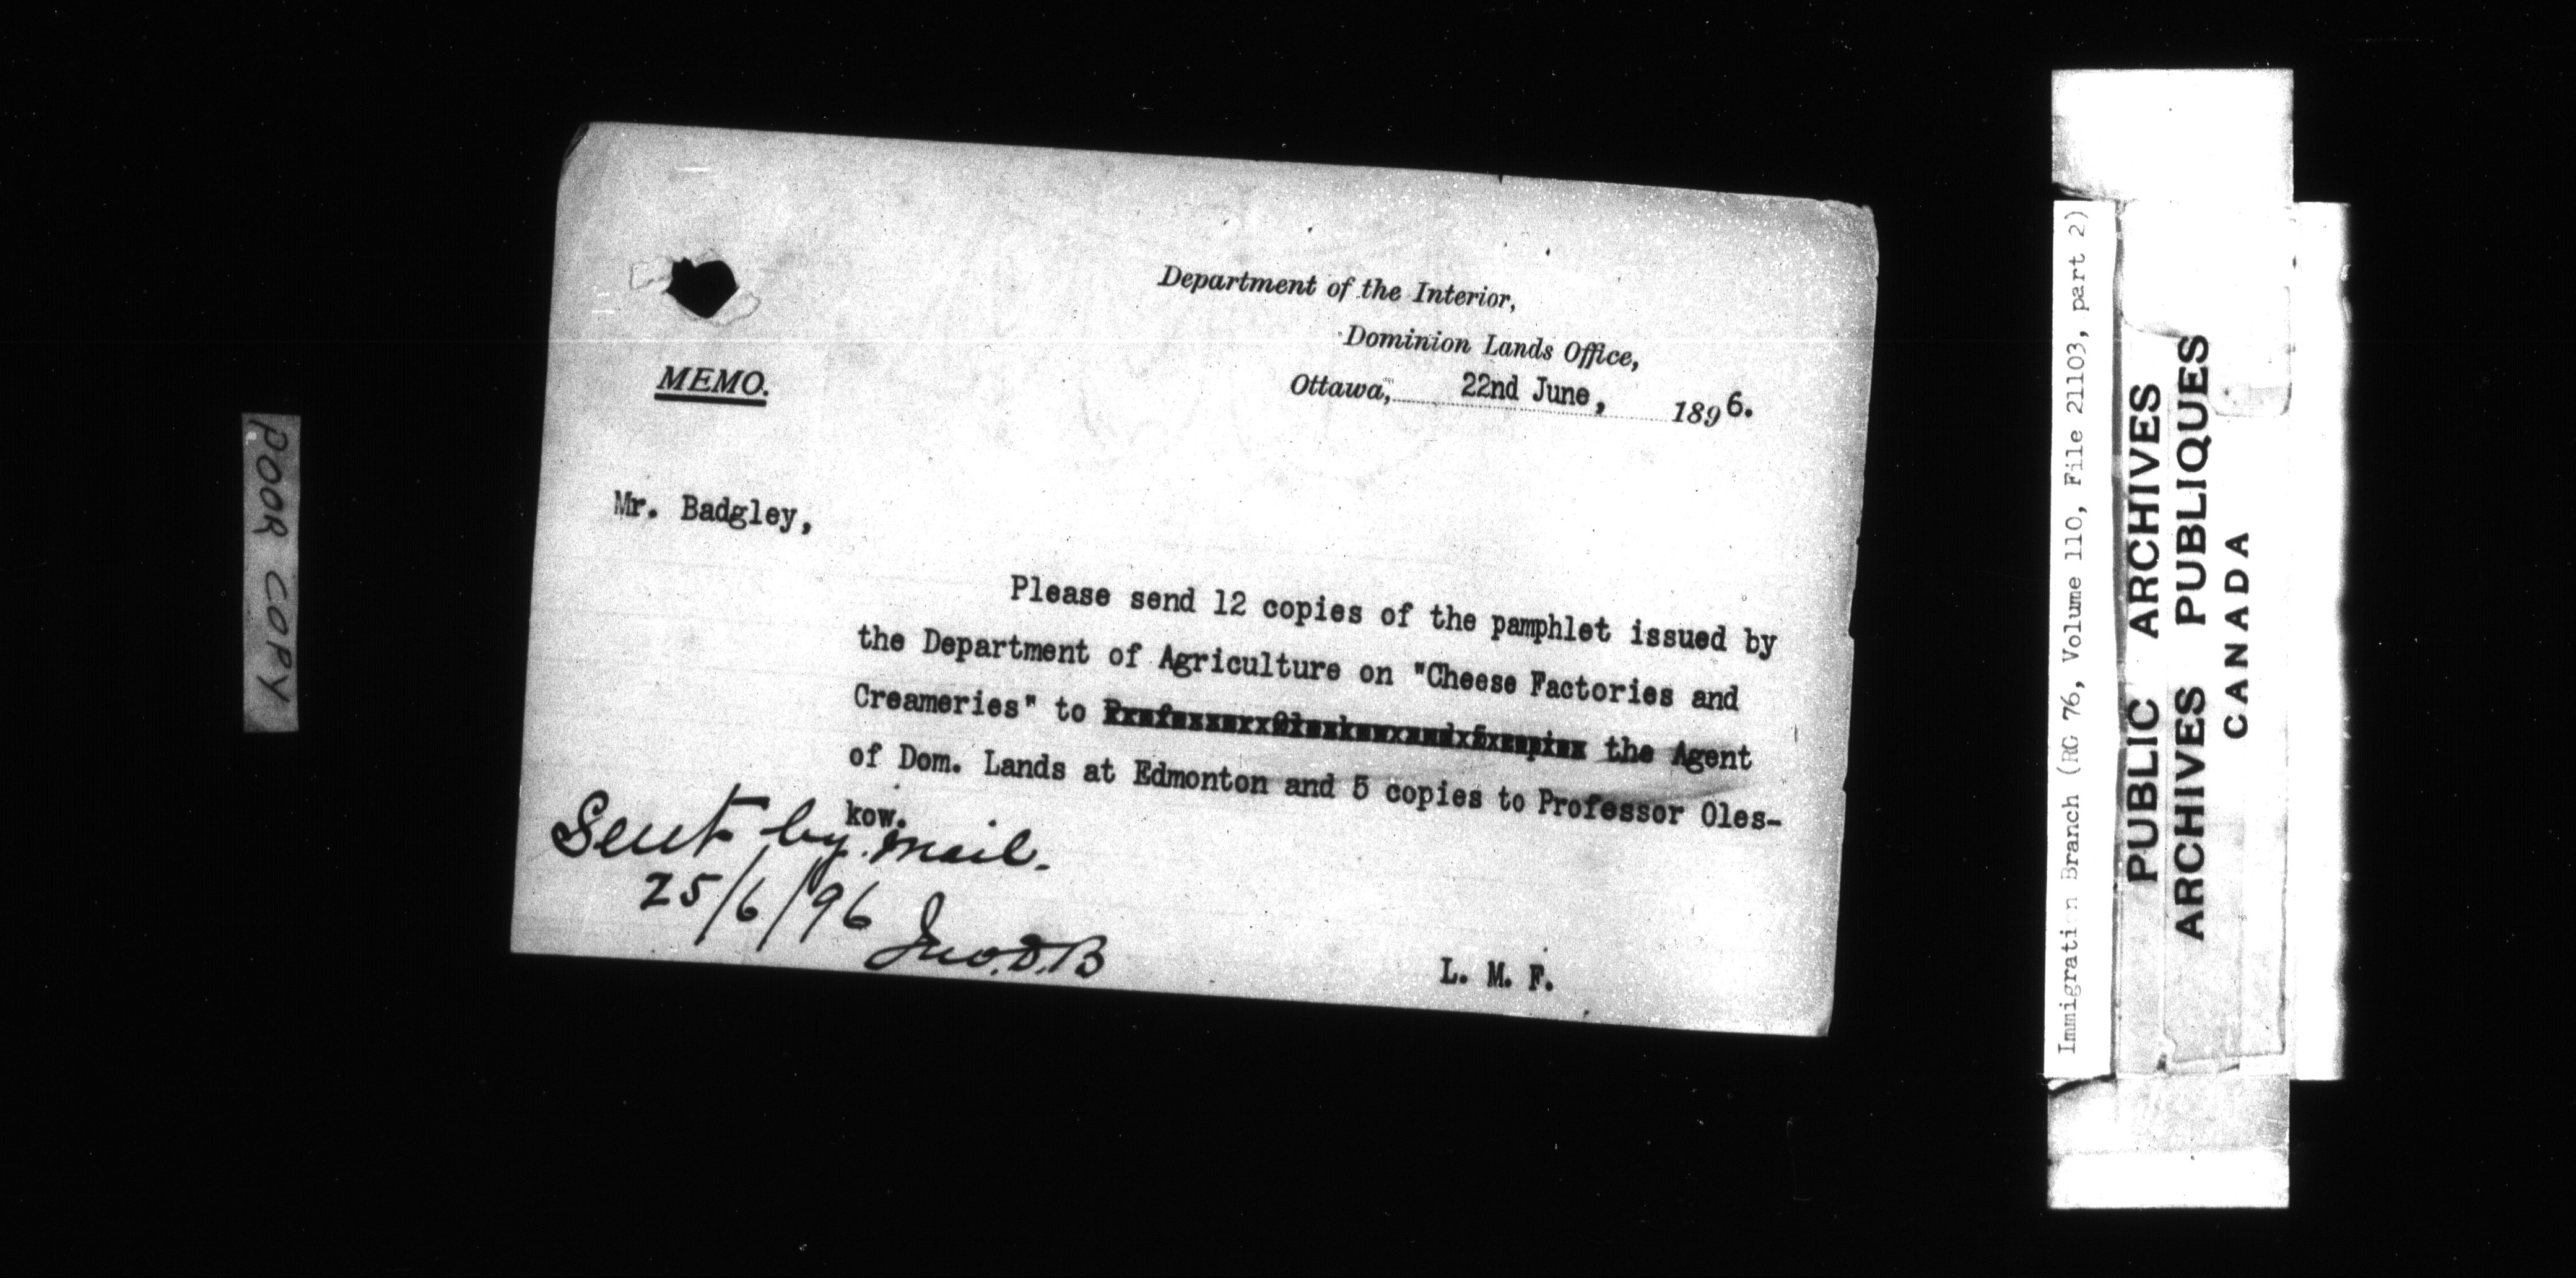 POOR COPY
Department of the Interior,
Dominion Lands Office,
Ottawa, 22nd June, 1896.
MEMO.
Mr. Badgley,
Please send 12 copies of the pamphlet issued by
the Department of Agriculture on "Cheese Factories and
Creameries" to the Agent
of Dom. Lands at Edmonton and 5 copies to Professor Oles-
kow.
Sent by mail.
25/6/96 Jno.D.B
L. M. F.
Immigrati n Branch (RG 76, Volume 110, File 21103, part 2)
PUBLIC ARCHIVES
ARCHIVES PUBLIQUES
CANADA